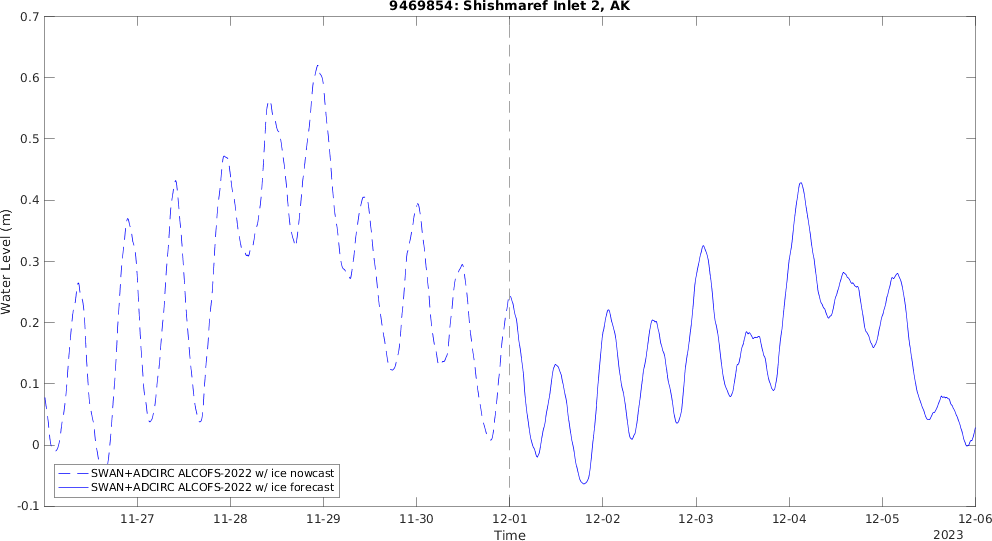 9469854: Shishmaref Inlet 2, AK
0.7
0.6
0.5
0.4
0.3
0.2
0.1
0
-0.1
Water Level (m)
SWAN+ADCIRC ALCOFS-2022 w/ ice nowcast
SWAN+ADCIRC ALCOFS-2022 w/ ice forecast
11-27 11-28 11-29 11-30 12-01 12-02 12-03 12-04 12-05 12-06
Time
2023